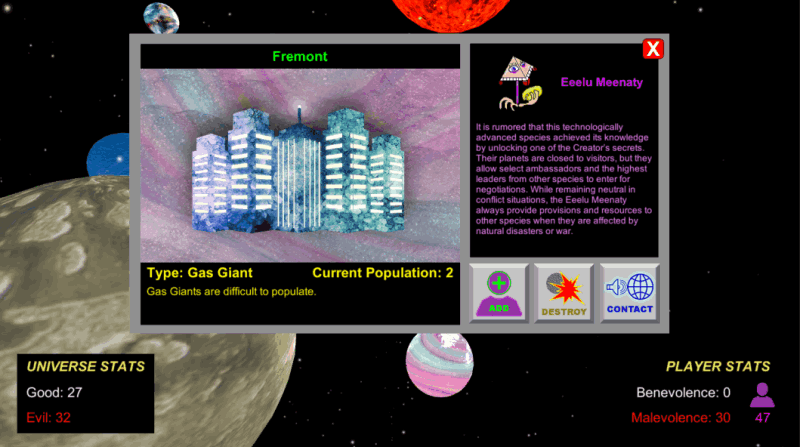 Fremont
X
Eeelu Meenaty
It is rumored that this technologically
advanced species achieved its knowledge
by unlocking one of the Creator's secrets.
Their planets are closed to visitors, but they
allow select ambassadors and the highest
leaders from other species to enter for
negotiations. While remaining neutral in
conflict situations, the Eeelu Meenaty
always provide provisions and resources to
other species when they are affected by
natural disasters or war.
Type: Gas Giant
Current Population: 2
Gas Giants are difficult to populate.
ADD
DESTROY
CONTACT
UNIVERSE STATS
Good: 27
Evil: 32
PLAYER STATS
Benevolence: 0
Malevolence: 30
47